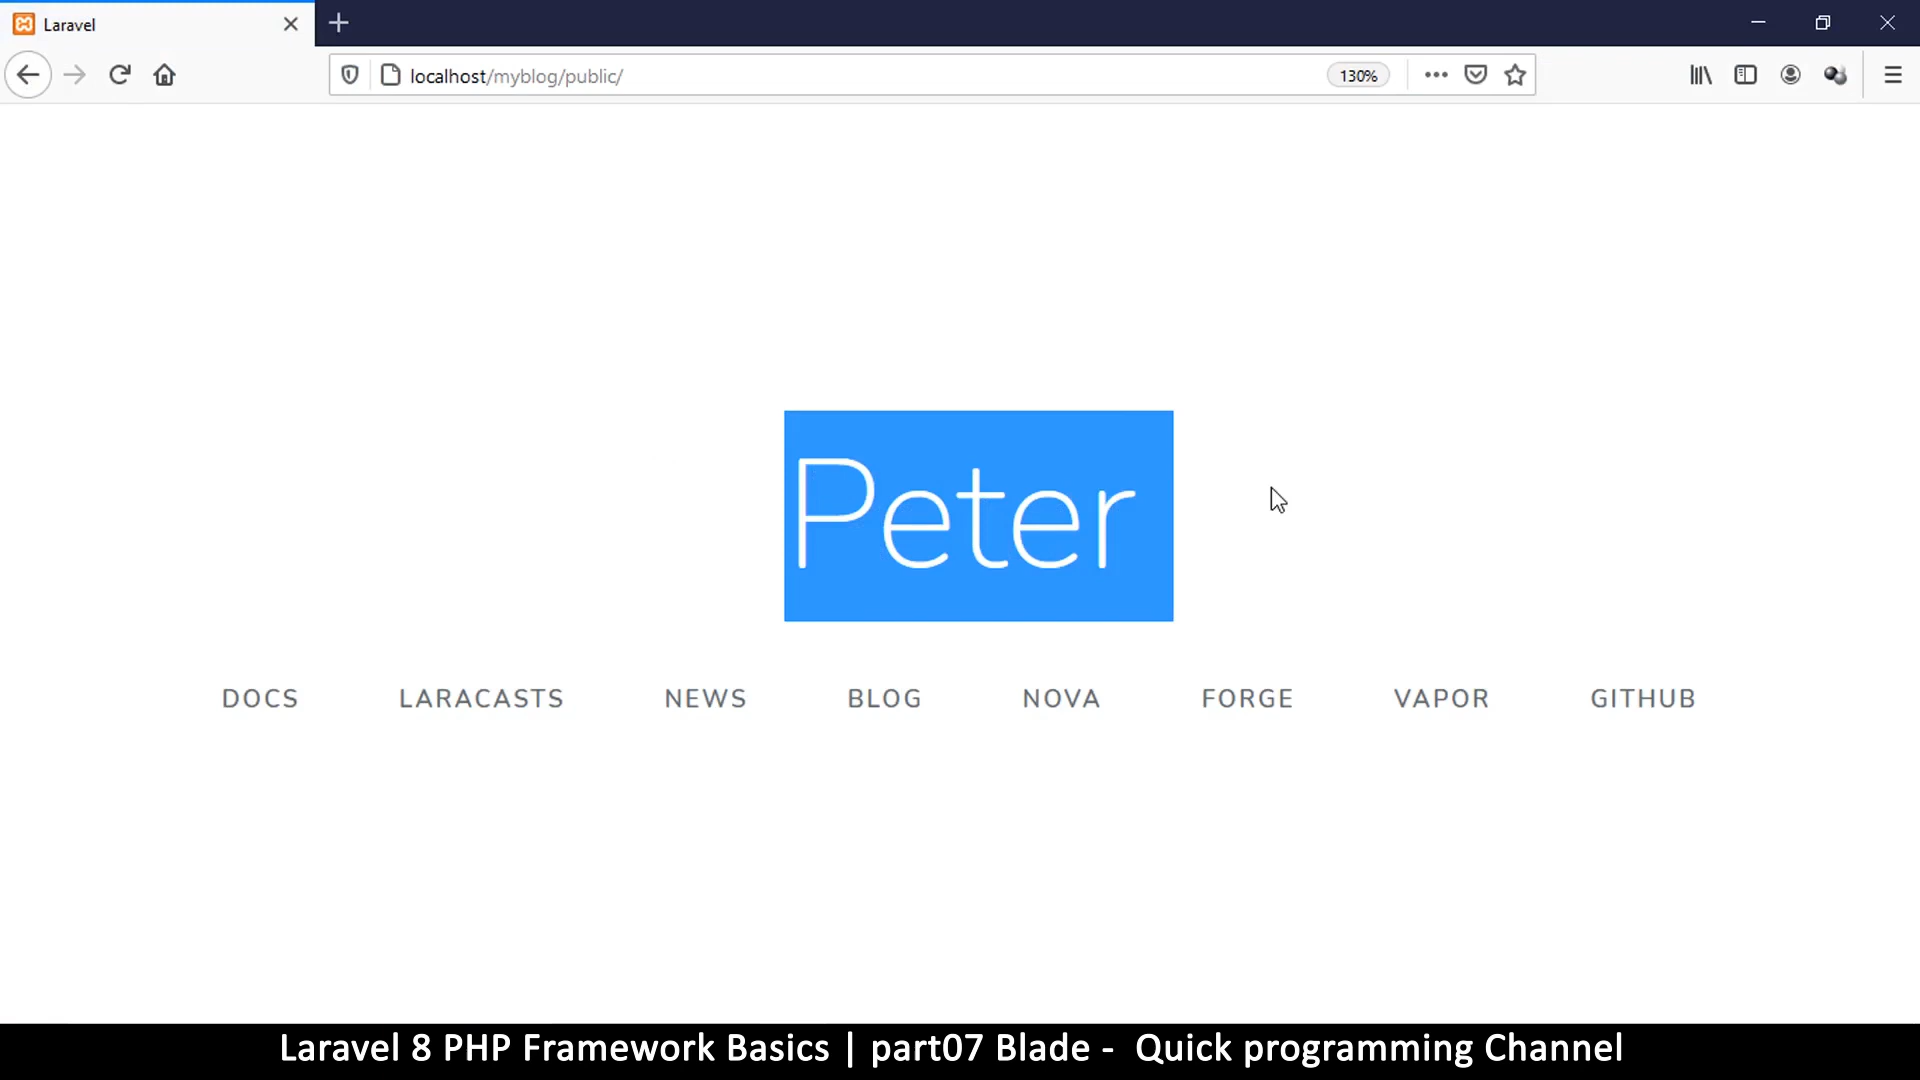 Laravel
localhost/myblog/public/
130%
Peter
DOCS LARACASTS NEWS BLOG NOVA FORGE VAPOR GITHUB
Laravel 8 PHP Framework Basics | part07 Blade - Quick programming Channel